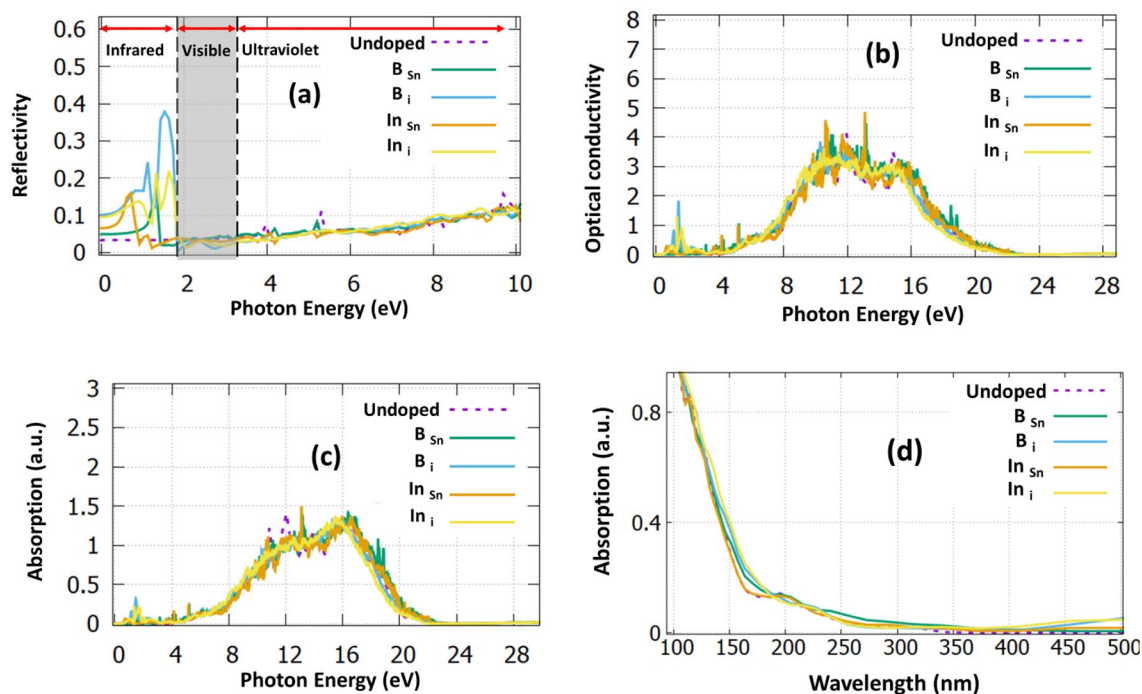 0.6
0.5
0.4
0.3
0.2
0.1
0
Reflectivity
Infrared
Visible
Ultraviolet
(a)
Undoped
B Sn
B i
In Sn
In i
0 2 4 6 8 10
Photon Energy (eV)
8
7
6
5
4
3
2
1
0
Optical conductivity
(b)
Undoped
B Sn
B i
In Sn
In i
0 4 8 12 16 20 24 28
Photon Energy (eV)
3
2.5
2
1.5
1
0.5
0
Absorption (a.u.)
(c)
Undoped
B Sn
B i
In Sn
In i
0 4 8 12 16 20 24 28
Photon Energy (eV)
0.8
0.4
0
Absorption (a.u.)
(d)
Undoped
B Sn
B i
In Sn
In i
100 150 200 250 300 350 400 450 500
Wavelength (nm)